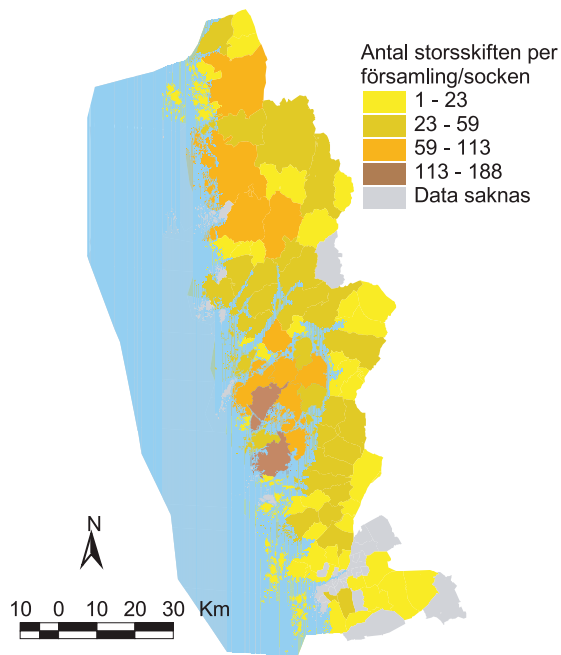 Antal storsskiften per
församling/socken
1 - 23
23 - 59
59 - 113
113 - 188
Data saknas
N
10 0 10 20 30 Km